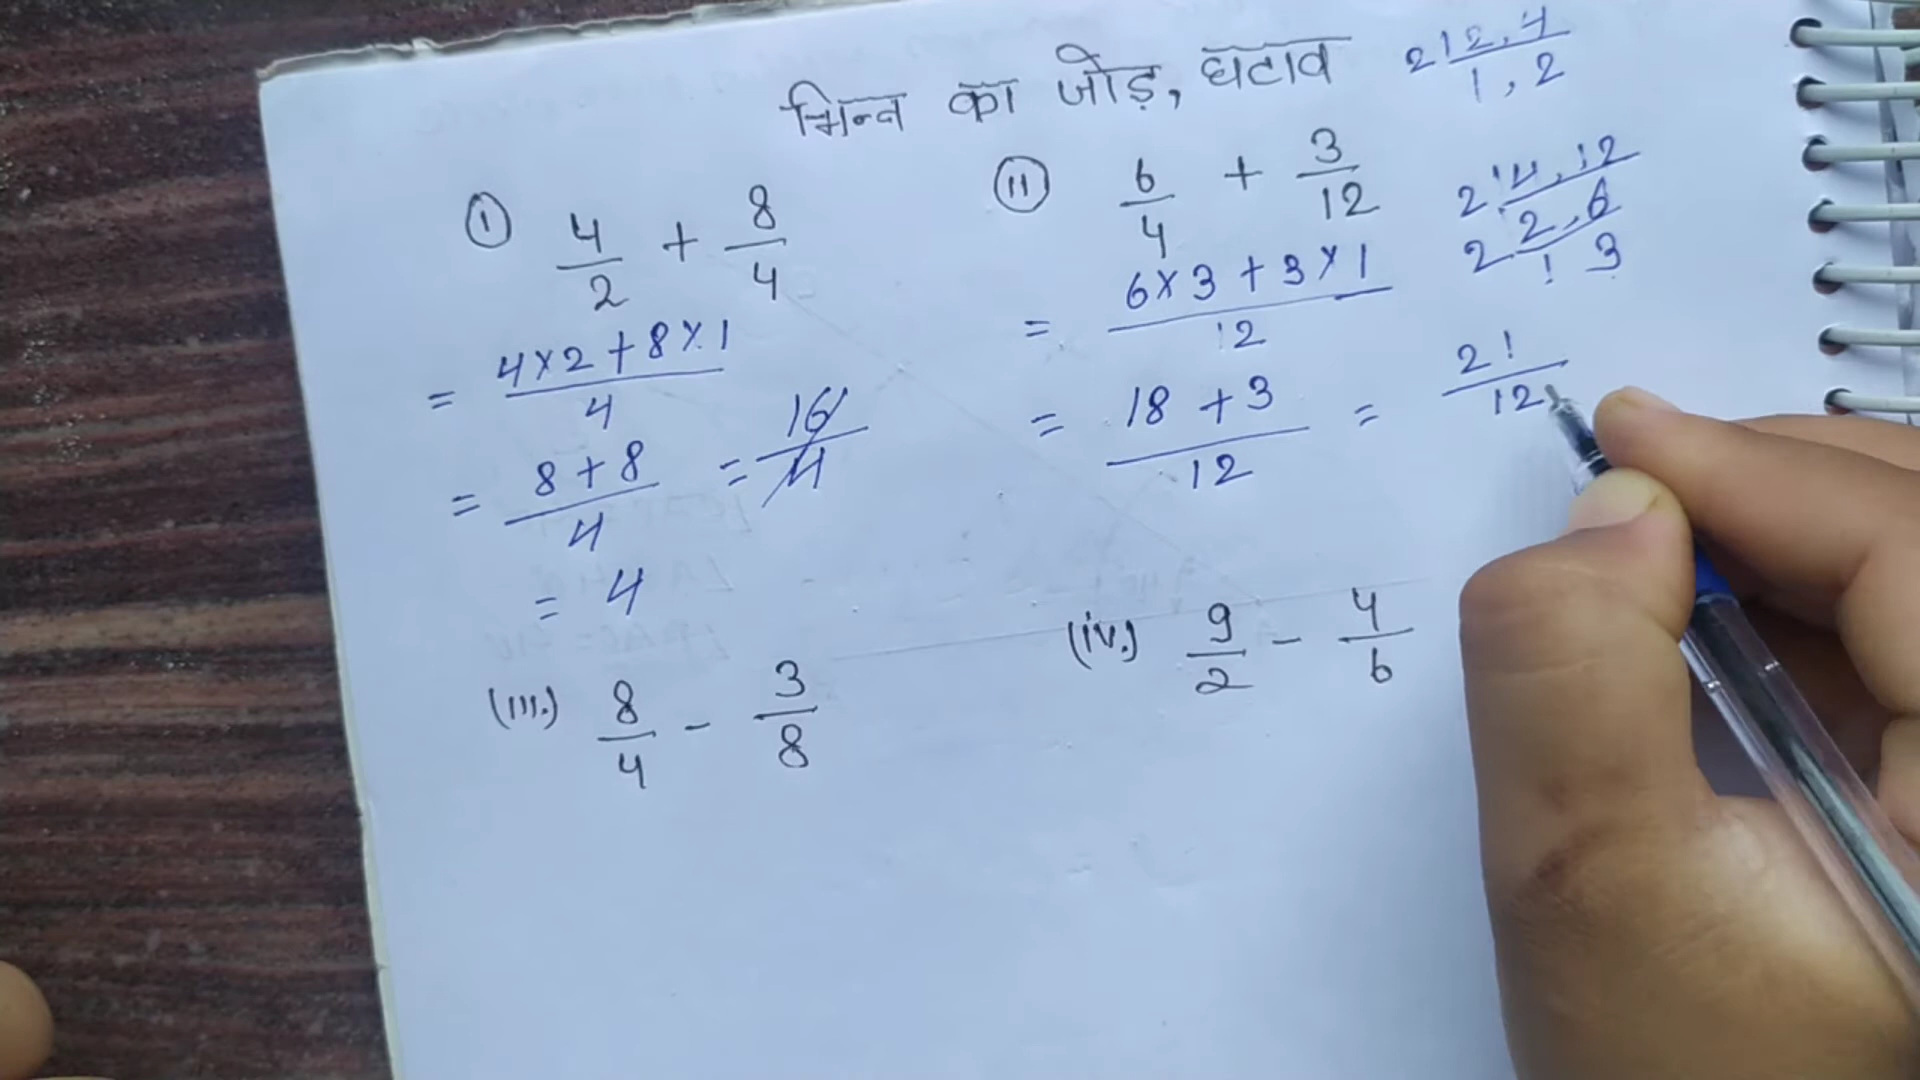 भिन्न का जोड़, घटाव
2 | 2, 4
1, 2
(i) 4/2 + 8/4
= 4×2+8×1 / 4
= 8+8 / 4 = 16/4
= 4
(ii) 6/4 + 3/12
2 | 4, 12
2 | 2, 6
1 3
= 6×3+3×1 / 12
= 18+3 / 12 = 21/12
(iii.) 8/4 - 3/8
(iv.) 9/2 - 4/6